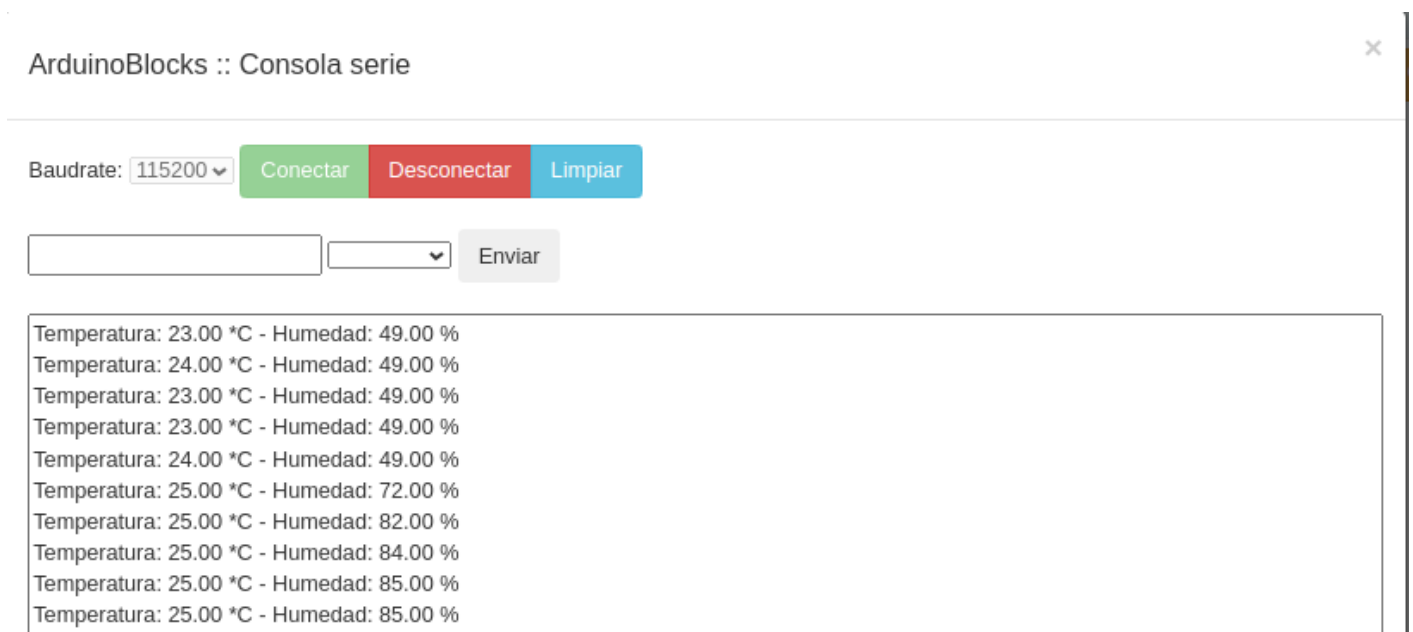 ArduinoBlocks :: Consola serie
×
Baudrate: 115200 Conectar Desconectar Limpiar
Enviar
Temperatura: 23.00 *C - Humedad: 49.00 %
Temperatura: 24.00 *C - Humedad: 49.00 %
Temperatura: 23.00 *C - Humedad: 49.00 %
Temperatura: 23.00 *C - Humedad: 49.00 %
Temperatura: 24.00 *C - Humedad: 49.00 %
Temperatura: 25.00 *C - Humedad: 72.00 %
Temperatura: 25.00 *C - Humedad: 82.00 %
Temperatura: 25.00 *C - Humedad: 84.00 %
Temperatura: 25.00 *C - Humedad: 85.00 %
Temperatura: 25.00 *C - Humedad: 85.00 %